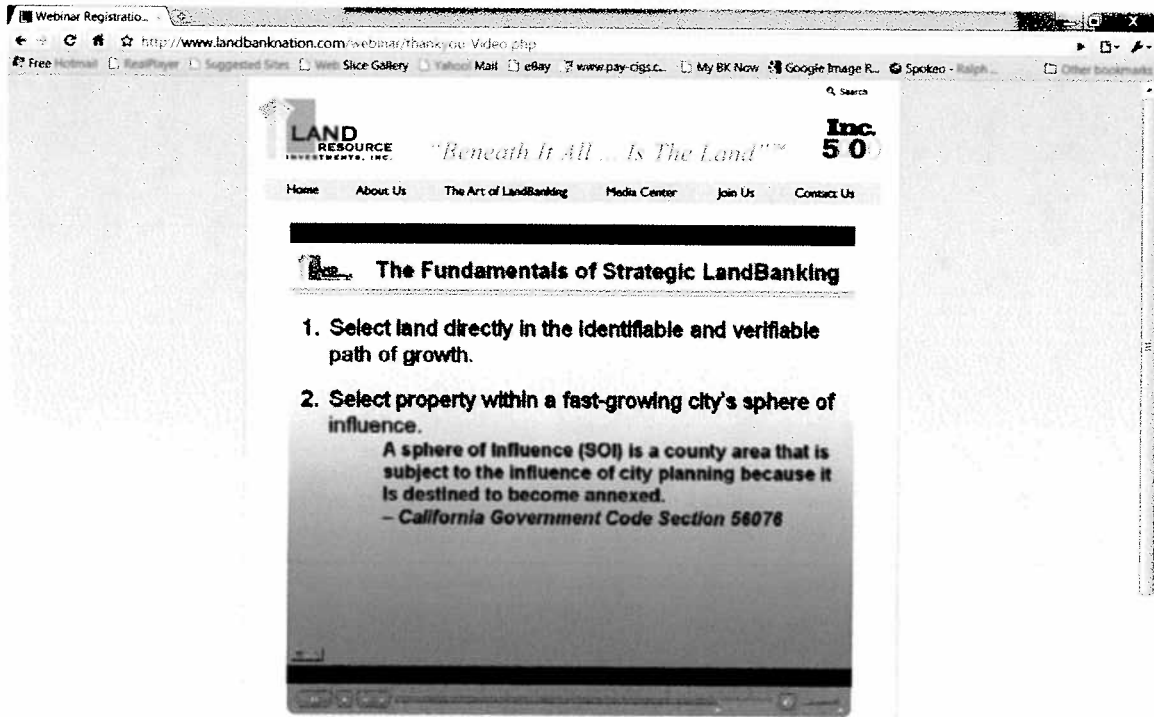 Webinar Registratio...
http://www.landbanknation.com/webinar/thankyou-Video.php
Free Hotmail RealPlayer Suggested Sites Web Slice Gallery Yahoo! Mail eBay www.pay-cigs.c... My BK Now Google Image R... Spokeo - Ralph ... Other bookmarks
Search
LAND
RESOURCE
INVESTMENTS, INC.
"Beneath It All ... Is The Land"™
Inc.
50
Home About Us The Art of LandBanking Media Center Join Us Contact Us
The Fundamentals of Strategic LandBanking
1. Select land directly in the identifiable and verifiable
path of growth.
2. Select property within a fast-growing city's sphere of
influence.
A sphere of Influence (SOI) is a county area that is
subject to the influence of city planning because it
is destined to become annexed.
– California Government Code Section 56076